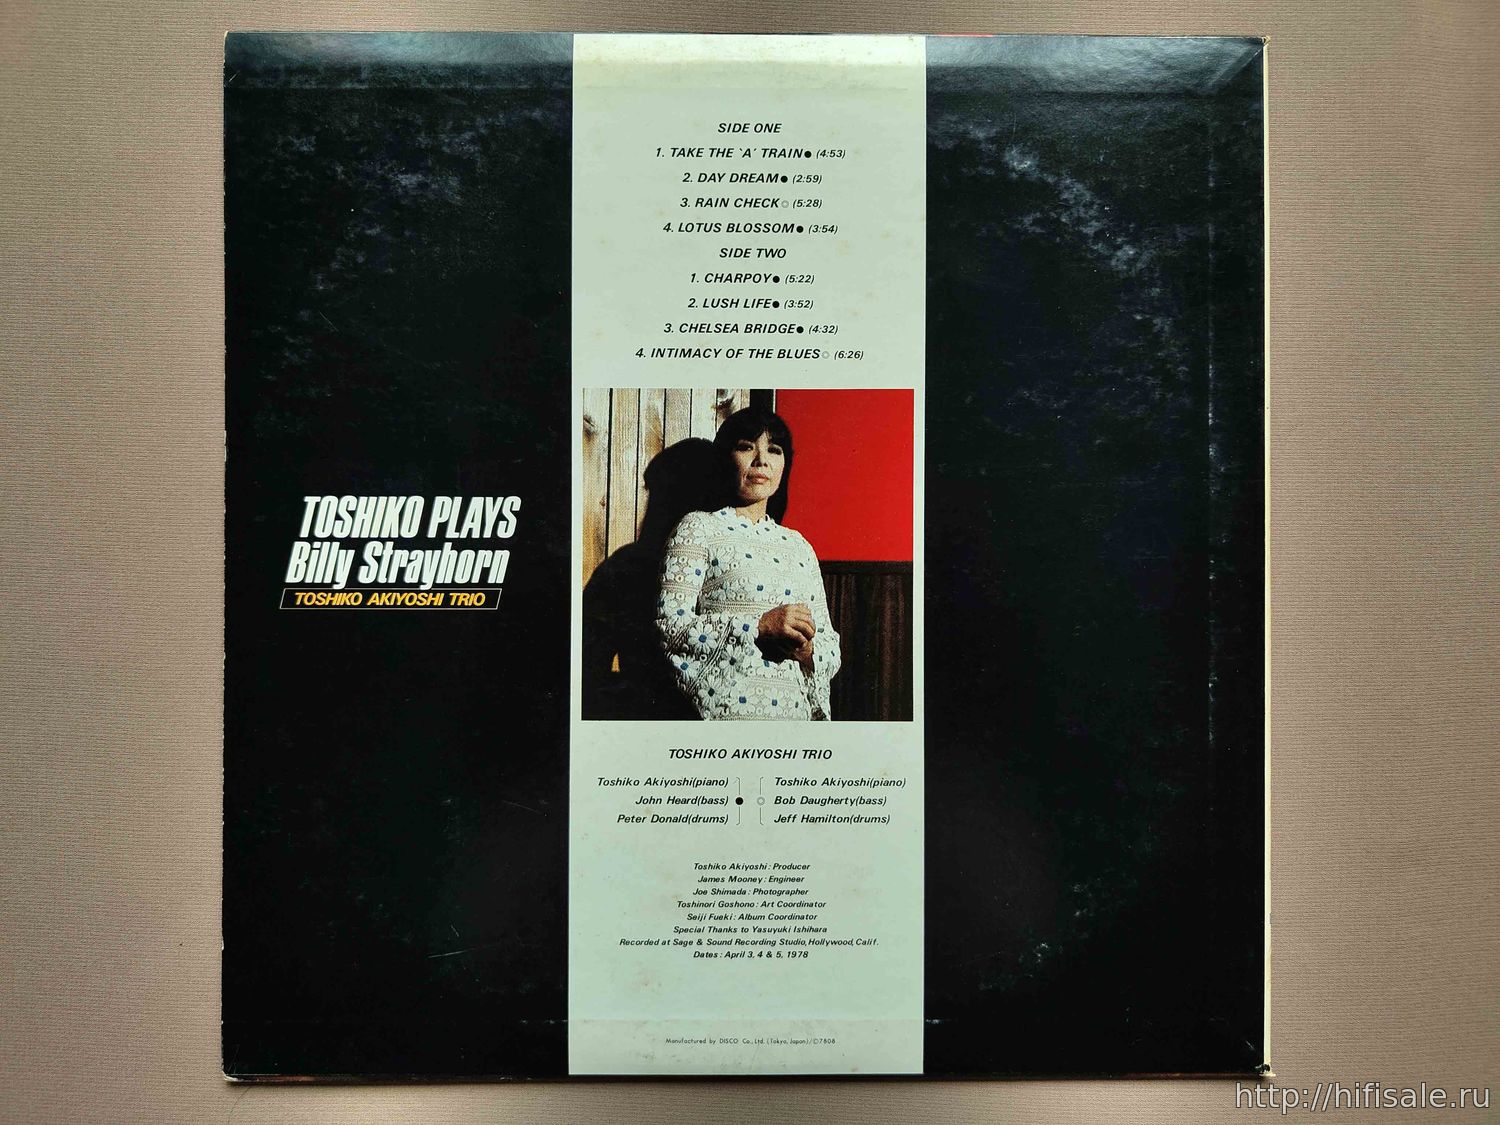 SIDE ONE
1. TAKE THE `A' TRAIN● (4:53)
2. DAY DREAM● (2:59)
3. RAIN CHECK◎ (5:28)
4. LOTUS BLOSSOM● (3:54)
SIDE TWO
1. CHARPOY● (5:22)
2. LUSH LIFE● (3:52)
3. CHELSEA BRIDGE● (4:32)
4. INTIMACY OF THE BLUES◎ (6:26)
TOSHIKO PLAYS
Billy Strayhorn
TOSHIKO AKIYOSHI TRIO
TOSHIKO AKIYOSHI TRIO
Toshiko Akiyoshi(piano) Toshiko Akiyoshi(piano)
John Heard(bass) ● ◎ Bob Daugherty(bass)
Peter Donald(drums) Jeff Hamilton(drums)
Toshiko Akiyoshi : Producer
James Mooney : Engineer
Joe Shimada : Photographer
Toshinori Goshono : Art Coordinator
Seiji Fueki : Album Coordinator
Special Thanks to Yasuyuki Ishihara
Recorded at Sage & Sound Recording Studio, Hollywood, Calif.
Dates : April 3, 4 & 5, 1978
Manufactured by DISCO Co., Ltd. (Tokyo, Japan) / ©7808
http://hifisale.ru